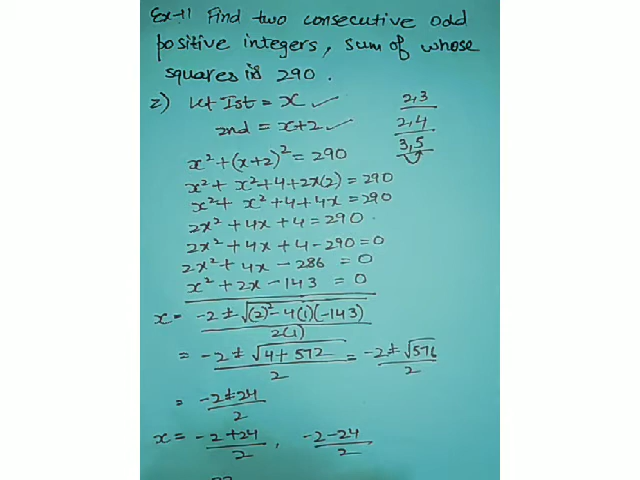 Ex-11 Find two consecutive odd
positive integers, sum of whose
squares is 290.
2) Let Ist = x ✓
2nd = x+2 ✓
2,3
2,4
3,5
x² + (x+2)² = 290
x² + x² + 4 + 2x(2) = 290
x² + x² + 4 + 4x = 290
2x² + 4x + 4 = 290
2x² + 4x + 4 - 290 = 0
2x² + 4x - 286 = 0
x² + 2x - 143 = 0
x = (-2 ± √((2)² - 4(1)(-143))) / 2(1)
= (-2 ± √(4 + 572)) / 2 = (-2 ± √576) / 2
= (-2 ± 24) / 2
x = (-2 + 24) / 2 , (-2 - 24) / 2